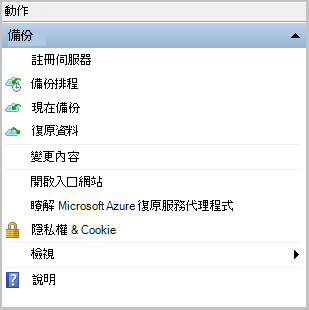 動作
備份
註冊伺服器
備份排程
現在備份
復原資料
變更內容
開啟入口網站
瞭解 Microsoft Azure 復原服務代理程式
隱私權 & Cookie
檢視
說明